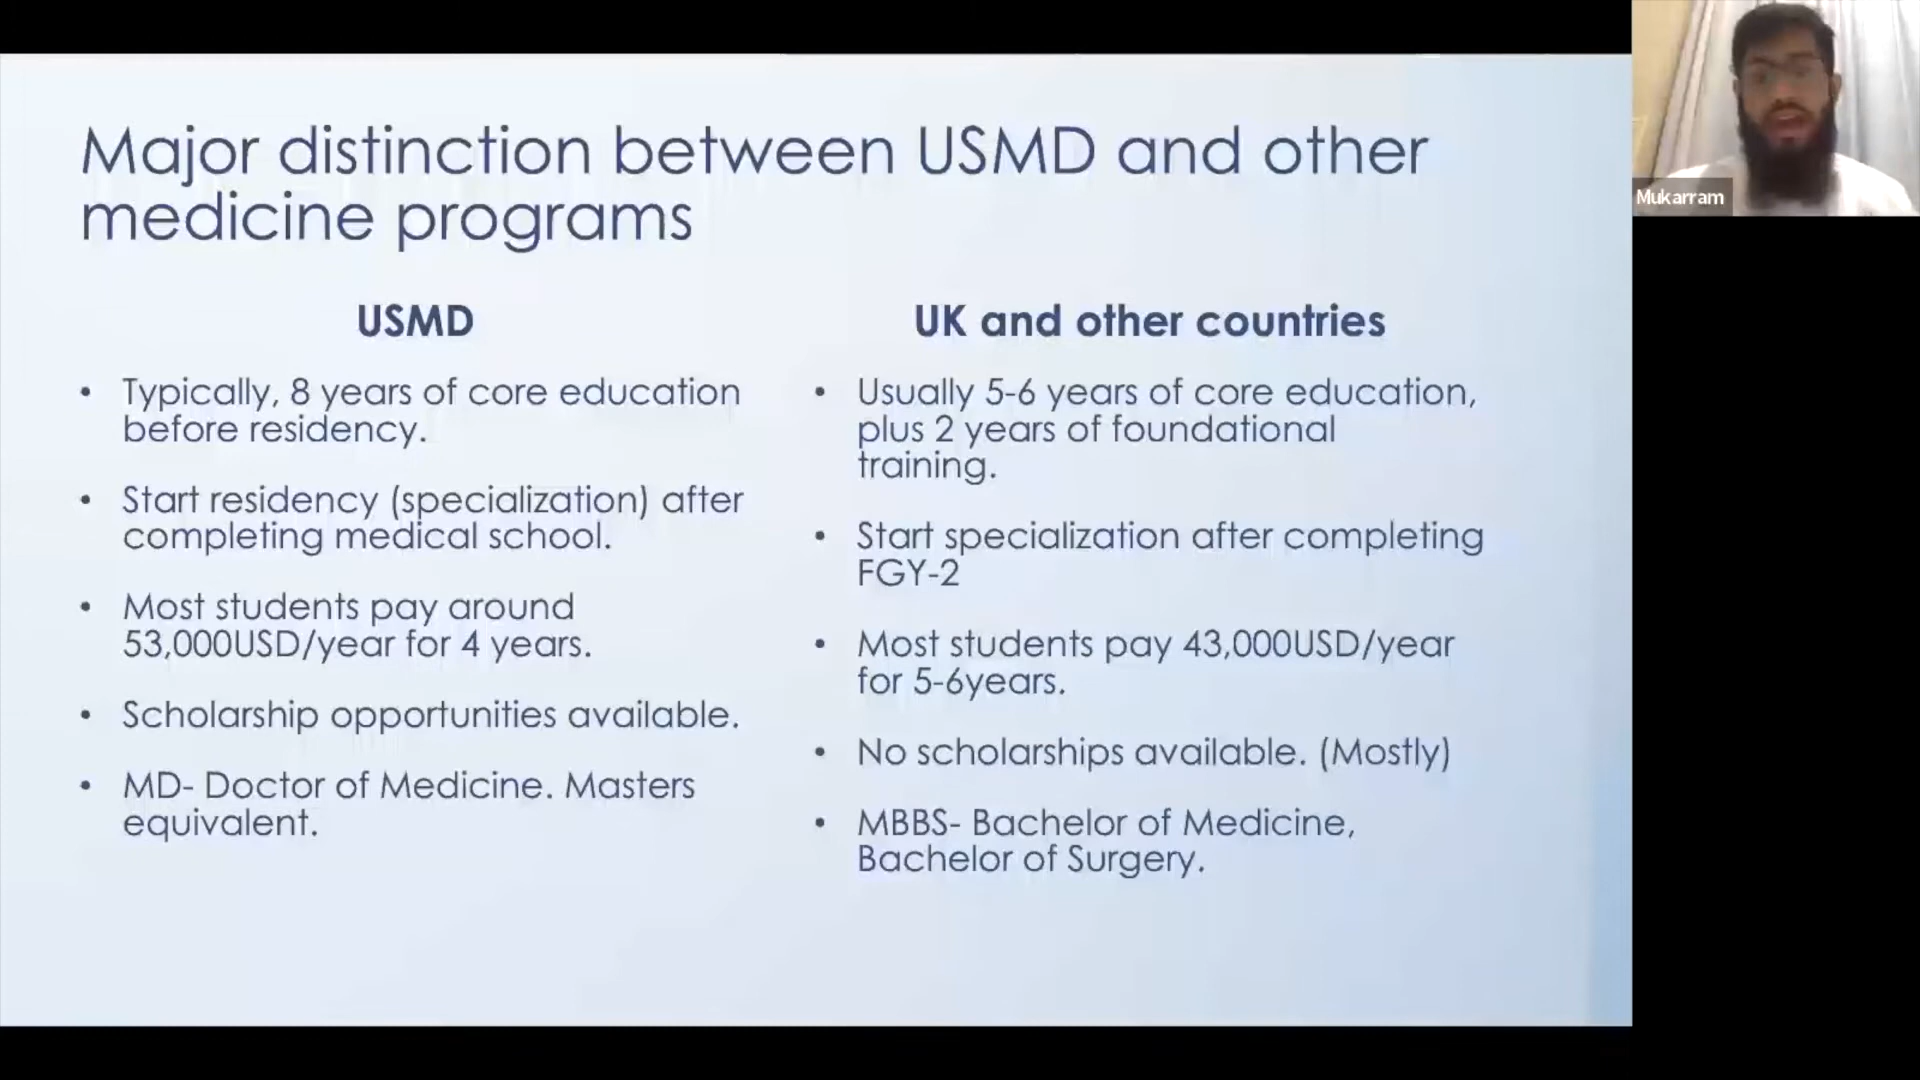 Major distinction between USMD and other
medicine programs
USMD
• Typically, 8 years of core education
before residency.
• Start residency (specialization) after
completing medical school.
• Most students pay around
53,000USD/year for 4 years.
• Scholarship opportunities available.
• MD- Doctor of Medicine. Masters
equivalent.
UK and other countries
• Usually 5-6 years of core education,
plus 2 years of foundational
training.
• Start specialization after completing
FGY-2
• Most students pay 43,000USD/year
for 5-6years.
• No scholarships available. (Mostly)
• MBBS- Bachelor of Medicine,
Bachelor of Surgery.
Mukarram